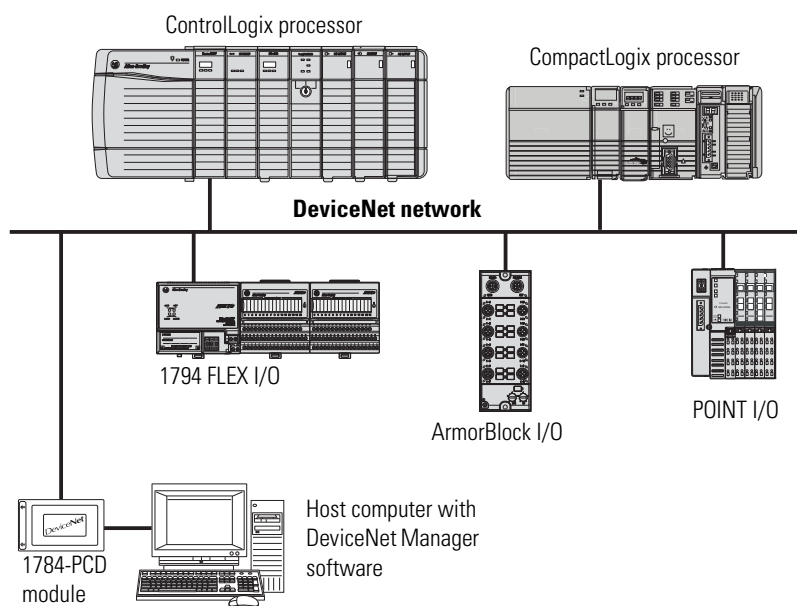 ControlLogix processor
CompactLogix processor
DeviceNet network
1794 FLEX I/O
ArmorBlock I/O
POINT I/O
DeviceNet
1784-PCD
module
Host computer with
DeviceNet Manager
software